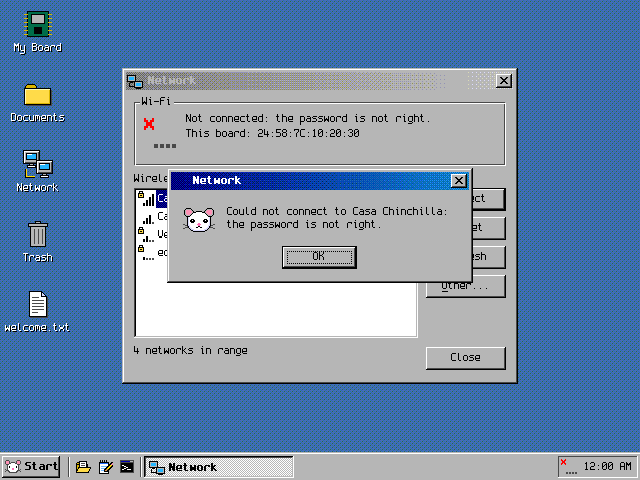 My Board
Documents
Network
Trash
welcome.txt
Network
Wi-Fi
Not connected: the password is not right.
This board: 24:58:7C:10:20:30
Network
Could not connect to Casa Chinchilla:
the password is not right.
OK
Other...
4 networks in range
Close
Start
Network
12:00 AM